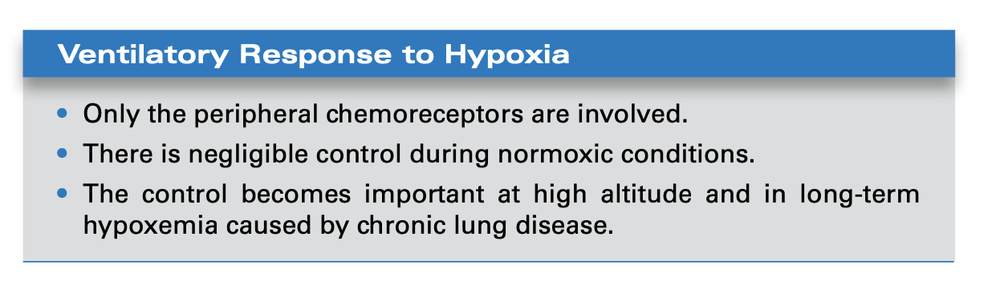 Ventilatory Response to Hypoxia
• Only the peripheral chemoreceptors are involved.
• There is negligible control during normoxic conditions.
• The control becomes important at high altitude and in long-term
hypoxemia caused by chronic lung disease.